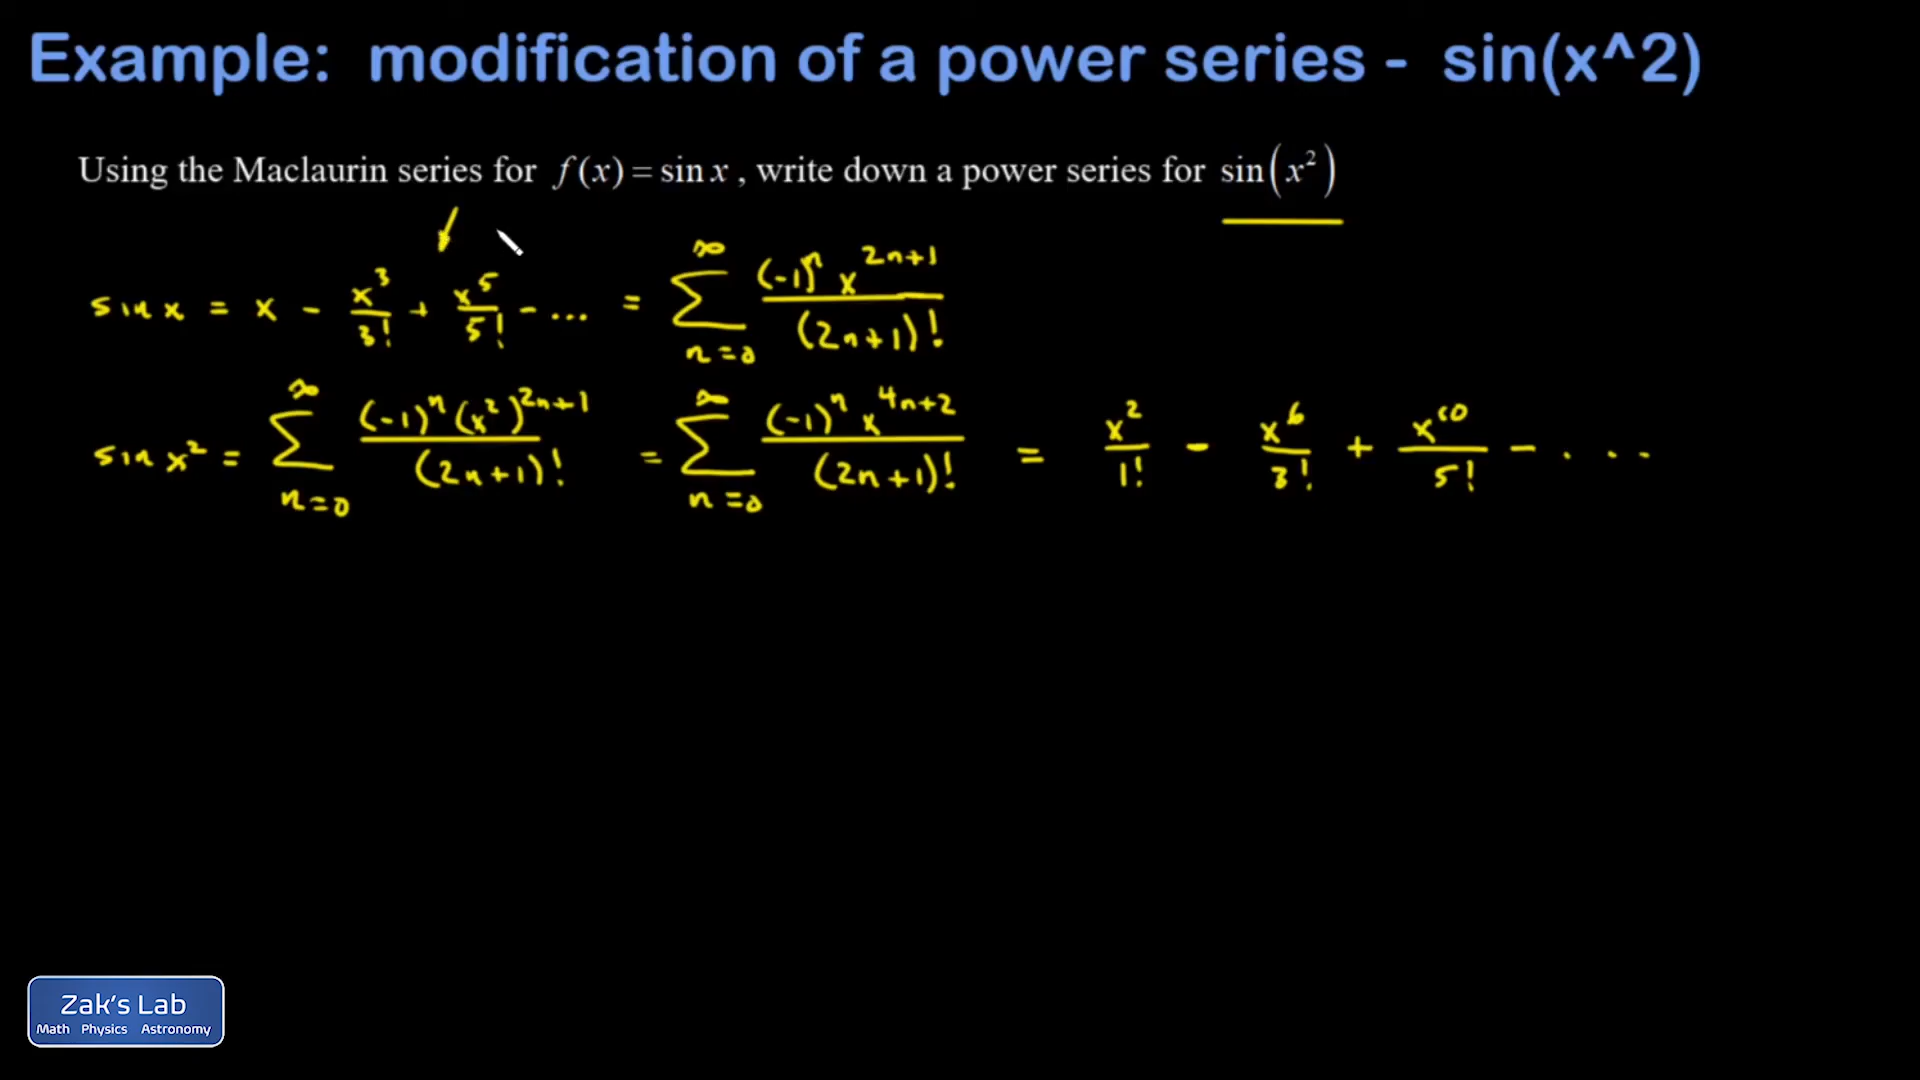 Example: modification of a power series - sin(x^2)
Using the Maclaurin series for f(x) = sin x, write down a power series for sin(x²)
sin x = x - x³/3! + x⁵/5! - ... = ∑_{n=0}^{∞} (-1)ⁿ x^{2n+1}/(2n+1)!
sin x² = ∑_{n=0}^{∞} (-1)ⁿ (x²)^{2n+1}/(2n+1)! = ∑_{n=0}^{∞} (-1)ⁿ x^{4n+2}/(2n+1)! = x²/1! - x⁶/3! + x¹⁰/5! - ....
Zak's Lab
Math Physics Astronomy